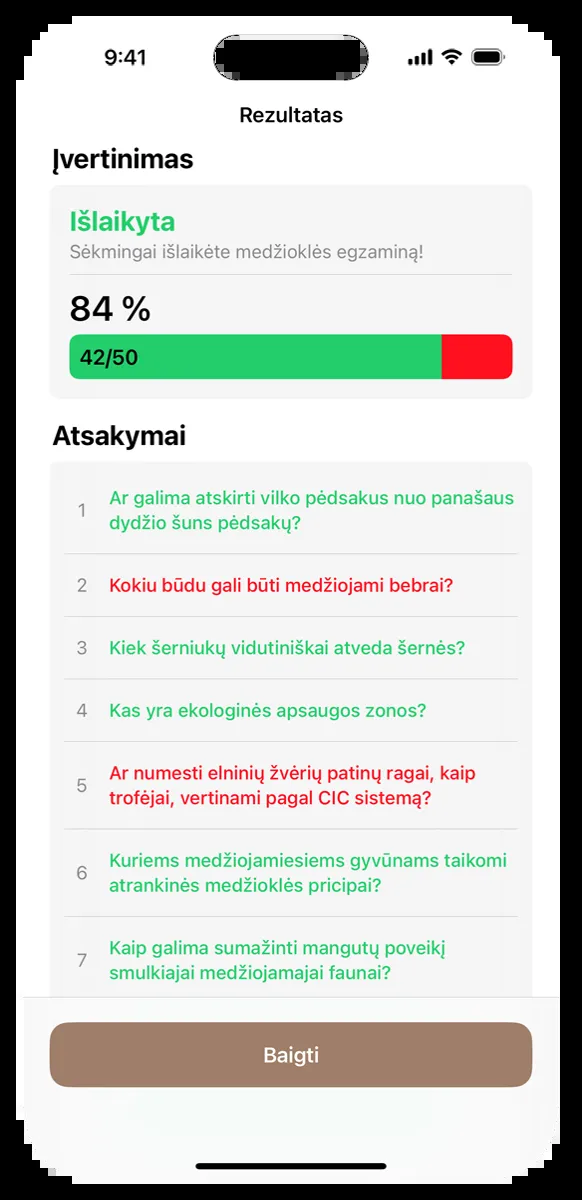 9:41
Rezultatas
Įvertinimas
Išlaikyta
Sėkmingai išlaikėte medžioklės egzaminą!
84 %
42/50
Atsakymai
1 Ar galima atskirti vilko pėdsakus nuo panašaus
dydžio šuns pėdsakų?
2 Kokiu būdu gali būti medžiojami bebrai?
3 Kiek šerniukų vidutiniškai atveda šernės?
4 Kas yra ekologinės apsaugos zonos?
5 Ar numesti elninių žvėrių patinų ragai, kaip
trofėjai, vertinami pagal CIC sistemą?
6 Kuriems medžiojamiesiems gyvūnams taikomi
atrankinės medžioklės pricipai?
7 Kaip galima sumažinti mangutų poveikį
smulkiajai medžiojamajai faunai?
Baigti